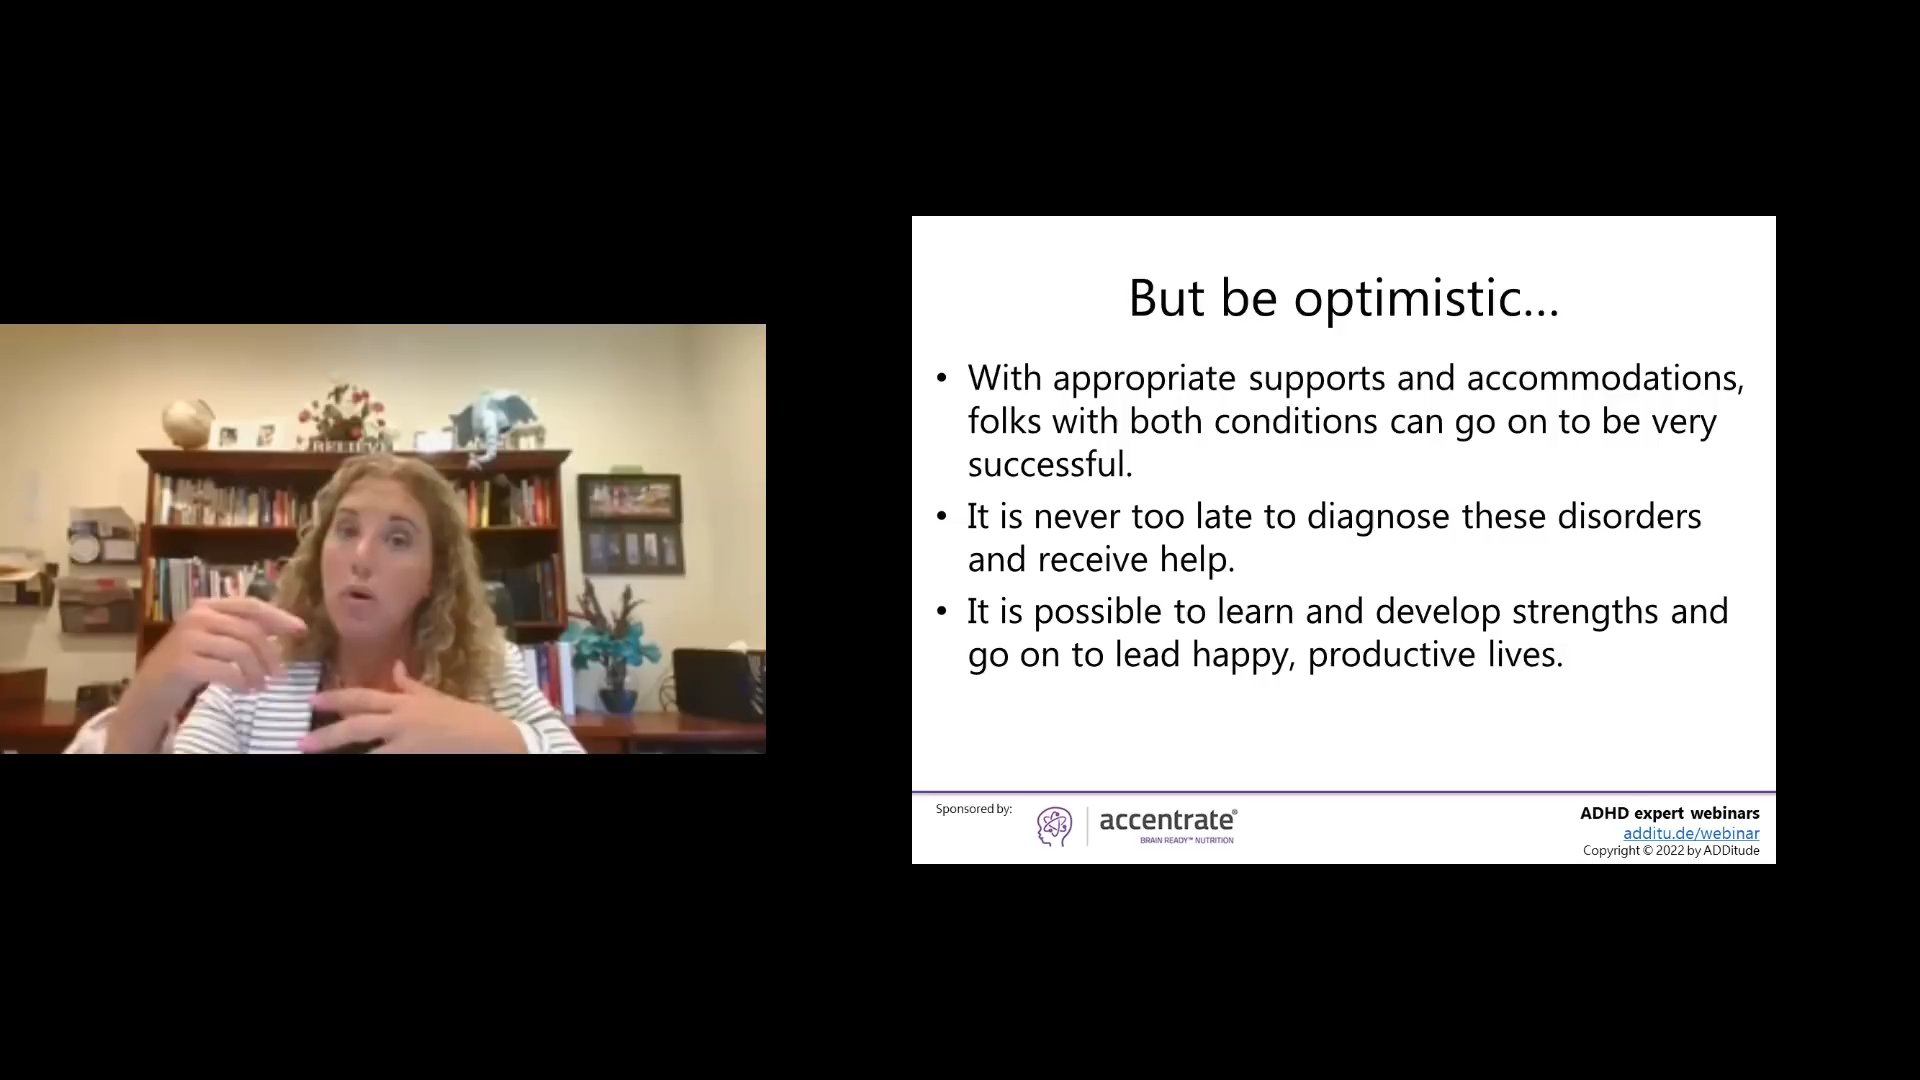 BELIEVE
But be optimistic...
• With appropriate supports and accommodations,
folks with both conditions can go on to be very
successful.
• It is never too late to diagnose these disorders
and receive help.
• It is possible to learn and develop strengths and
go on to lead happy, productive lives.
Sponsored by:
accentrate®
BRAIN READY™ NUTRITION
ADHD expert webinars
additu.de/webinar
Copyright © 2022 by ADDitude